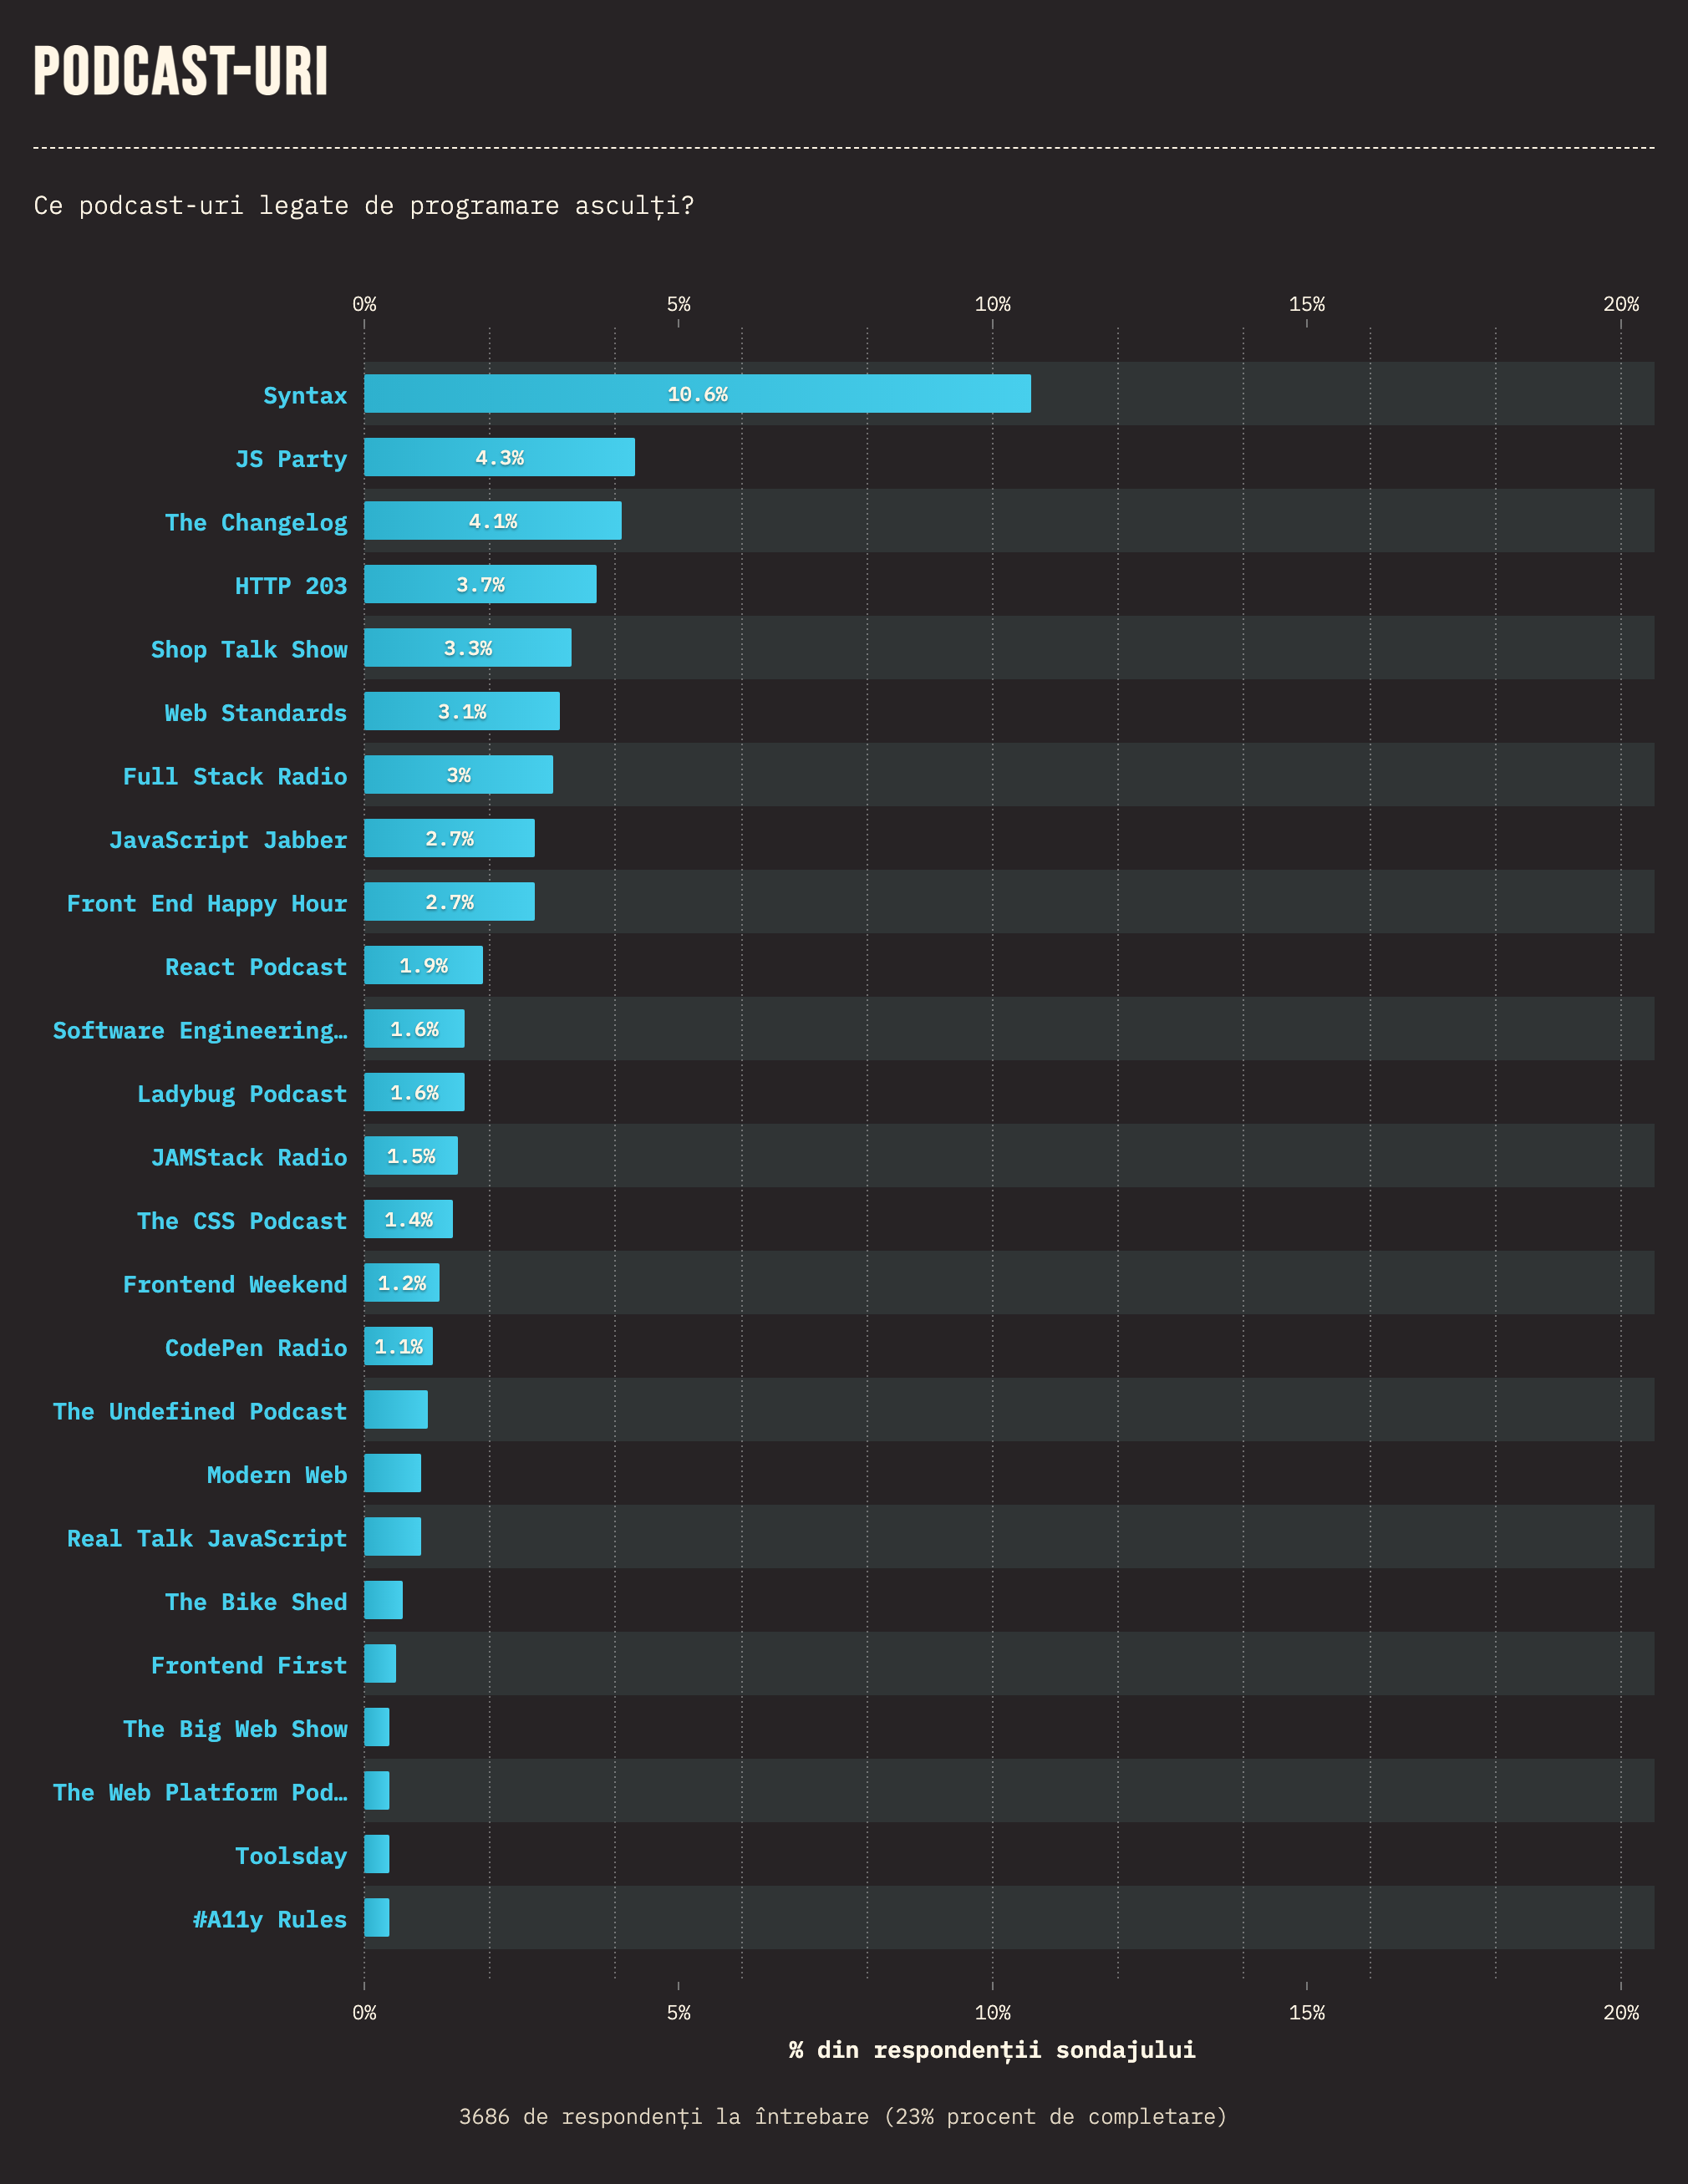 PODCAST-URI
Ce podcast-uri legate de programare asculți?
0% 5% 10% 15% 20%
Syntax 10.6%
JS Party 4.3%
The Changelog 4.1%
HTTP 203 3.7%
Shop Talk Show 3.3%
Web Standards 3.1%
Full Stack Radio 3%
JavaScript Jabber 2.7%
Front End Happy Hour 2.7%
React Podcast 1.9%
Software Engineering… 1.6%
Ladybug Podcast 1.6%
JAMStack Radio 1.5%
The CSS Podcast 1.4%
Frontend Weekend 1.2%
CodePen Radio 1.1%
The Undefined Podcast
Modern Web
Real Talk JavaScript
The Bike Shed
Frontend First
The Big Web Show
The Web Platform Pod…
Toolsday
#A11y Rules
0% 5% 10% 15% 20%
% din respondenții sondajului
3686 de respondenți la întrebare (23% procent de completare)